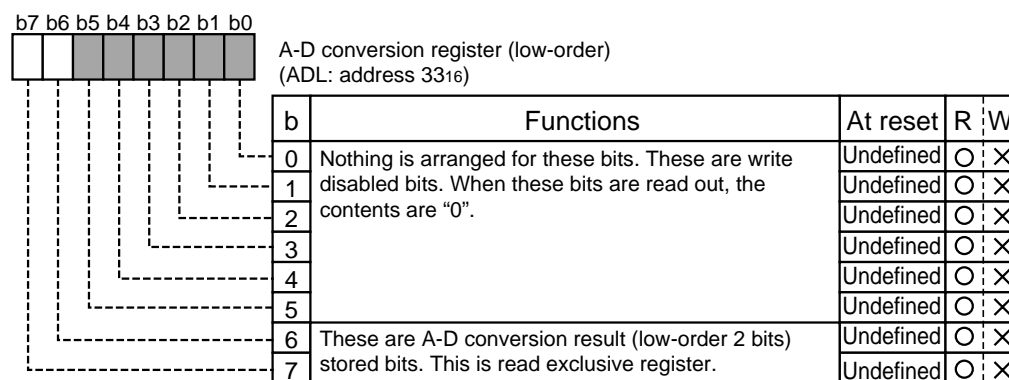 b7 b6 b5 b4 b3 b2 b1 b0
A-D conversion register (low-order)
(ADL: address 3316)
b Functions At reset R W
0 Nothing is arranged for these bits. These are write Undefined O ×
1 disabled bits. When these bits are read out, the Undefined O ×
2 contents are “0”. Undefined O ×
3 Undefined O ×
4 Undefined O ×
5 Undefined O ×
6 These are A-D conversion result (low-order 2 bits) Undefined O ×
7 stored bits. This is read exclusive register. Undefined O ×